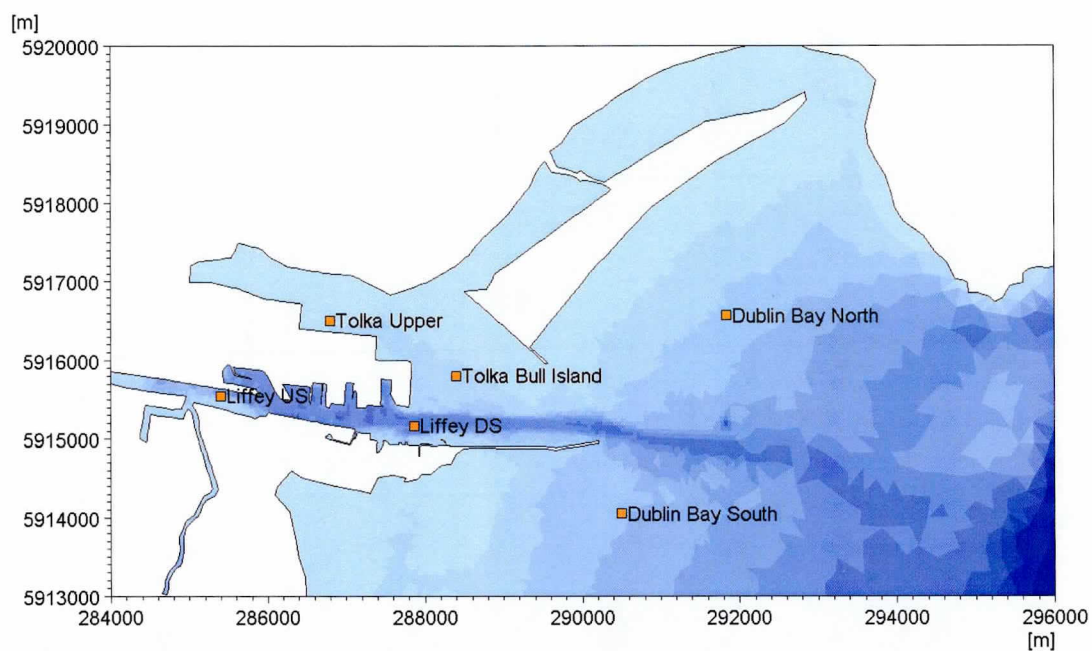 [m]
5920000
5919000
5918000
5917000
Tolka Upper
Dublin Bay North
5916000
Tolka Bull Island
Liffey US
Liffey DS
5915000
Dublin Bay South
5914000
5913000
284000 286000 288000 290000 292000 294000 296000
[m]